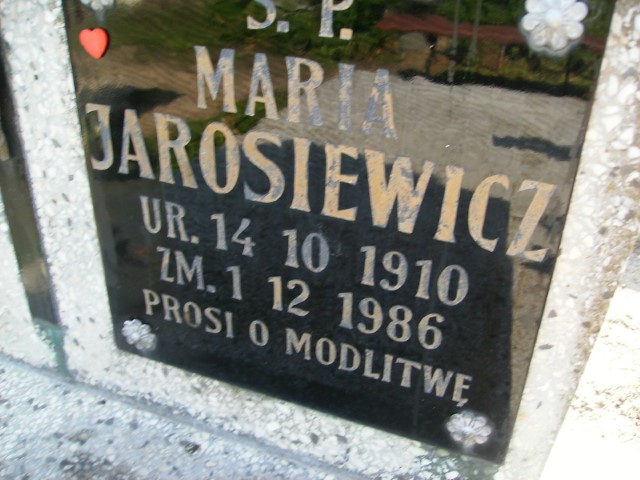 Ś. P.
MARIA
JAROSIEWICZ
UR. 14 10 1910
ZM. 1 12 1986
PROSI O MODLITWĘ